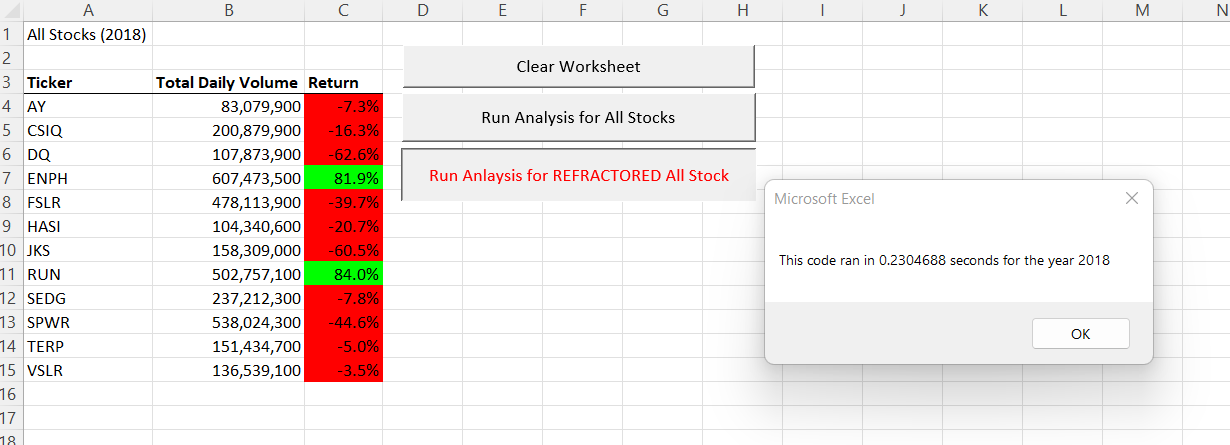 A B C D E F G H I J K L M N
1 All Stocks (2018)
2
3 Ticker Total Daily Volume Return
4 AY 83,079,900 -7.3%
5 CSIQ 200,879,900 -16.3%
6 DQ 107,873,900 -62.6%
7 ENPH 607,473,500 81.9%
8 FSLR 478,113,900 -39.7%
9 HASI 104,340,600 -20.7%
10 JKS 158,309,000 -60.5%
11 RUN 502,757,100 84.0%
12 SEDG 237,212,300 -7.8%
13 SPWR 538,024,300 -44.6%
14 TERP 151,434,700 -5.0%
15 VSLR 136,539,100 -3.5%
16
17
18
Clear Worksheet
Run Analysis for All Stocks
Run Anlaysis for REFRACTORED All Stock
Microsoft Excel
This code ran in 0.2304688 seconds for the year 2018
OK